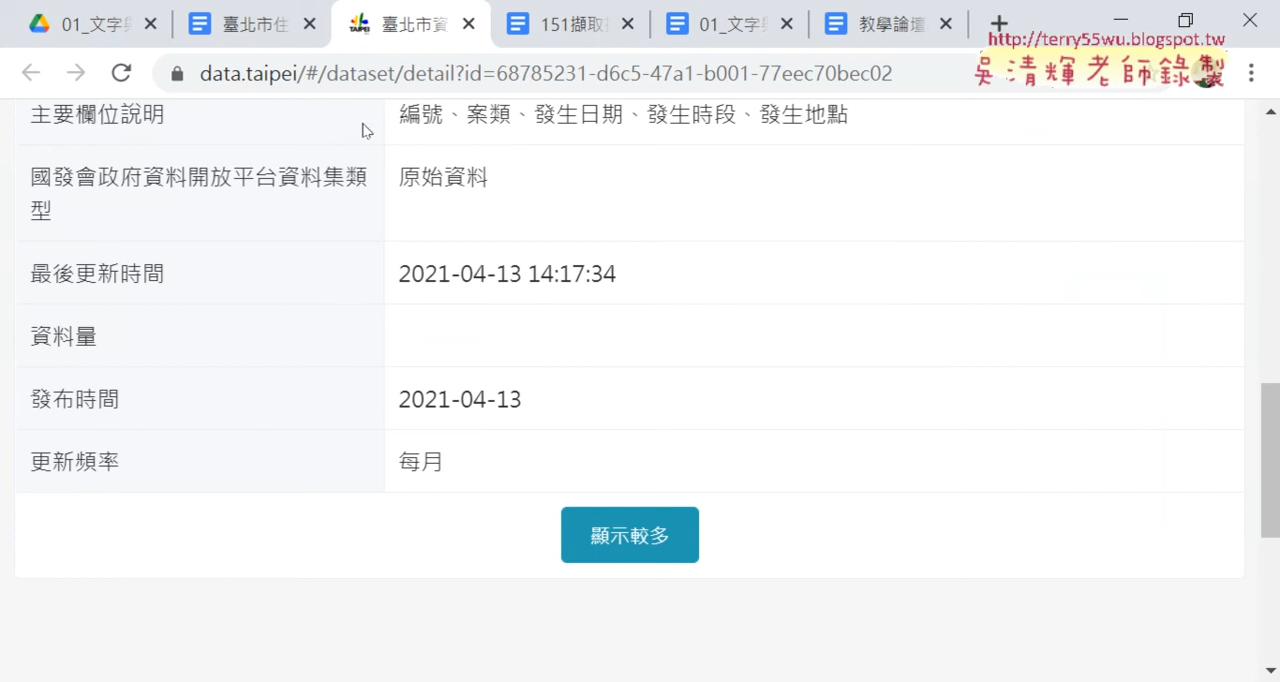 01_文字與
臺北市住
臺北市資
151擷取
01_文字與
教學論壇
http://terry55wu.blogspot.tw
data.taipei/#/dataset/detail?id=68785231-d6c5-47a1-b001-77eec70bec02
吳清輝老師錄製
主要欄位說明
編號、案類、發生日期、發生時段、發生地點
國發會政府資料開放平台資料集類
型
原始資料
最後更新時間
2021-04-13 14:17:34
資料量
發布時間
2021-04-13
更新頻率
每月
顯示較多